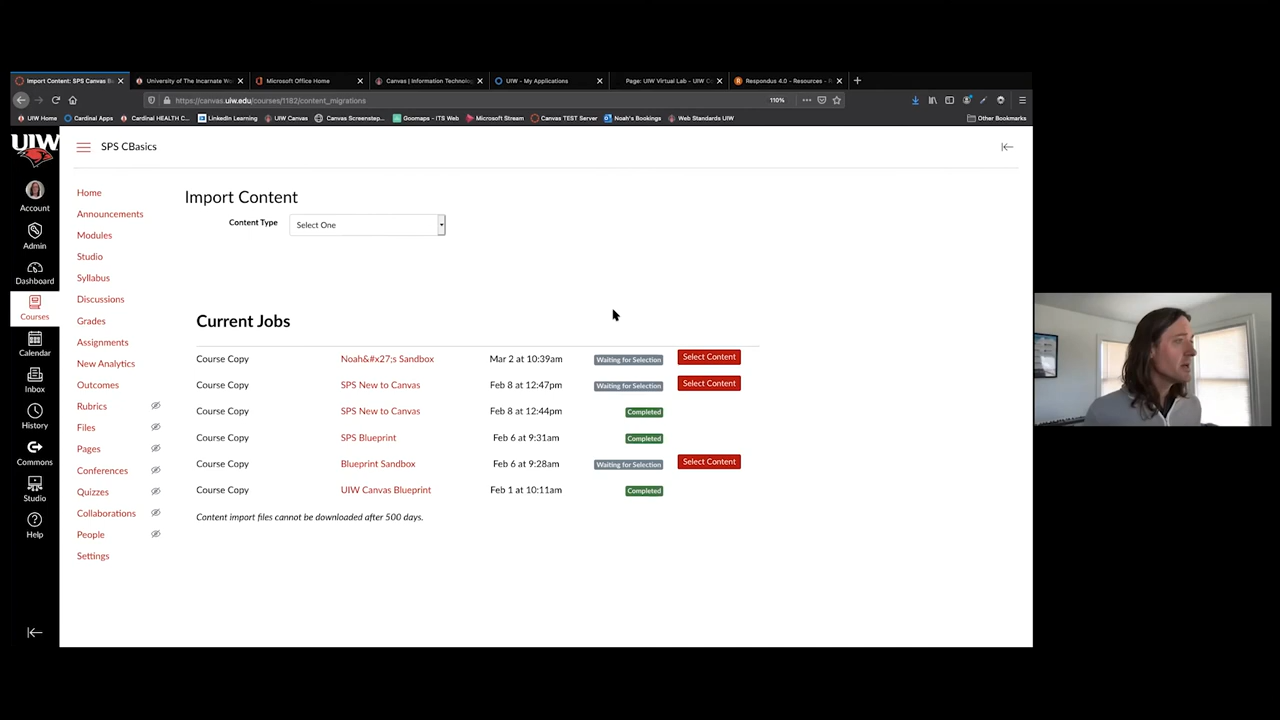 Import Content: SPS Canvas Ba
University of The Incarnate Wo
Microsoft Office Home
Canvas | Information Technolog
UIW - My Applications
Page: UIW Virtual Lab - UIW C
Respondus 4.0 - Resources - R
https://canvas.uiw.edu/courses/1182/content_migrations
110%
UIW Home
Cardinal Apps
Cardinal HEALTH C...
LinkedIn Learning
UIW Canvas
Canvas Screenstep...
Goomaps - ITS Web
Microsoft Stream
Canvas TEST Server
Noah's Bookings
Web Standards UIW
Other Bookmarks
UIW
Account
Admin
Dashboard
Courses
Calendar
Inbox
History
Commons
Studio
Help
SPS CBasics
Home
Announcements
Modules
Studio
Syllabus
Discussions
Grades
Assignments
New Analytics
Outcomes
Rubrics
Files
Pages
Conferences
Quizzes
Collaborations
People
Settings
Import Content
Content Type Select One
Current Jobs
Course Copy Noah&#x27;s Sandbox Mar 2 at 10:39am Waiting for Selection Select Content
Course Copy SPS New to Canvas Feb 8 at 12:47pm Waiting for Selection Select Content
Course Copy SPS New to Canvas Feb 8 at 12:44pm Completed
Course Copy SPS Blueprint Feb 6 at 9:31am Completed
Course Copy Blueprint Sandbox Feb 6 at 9:28am Waiting for Selection Select Content
Course Copy UIW Canvas Blueprint Feb 1 at 10:11am Completed
Content import files cannot be downloaded after 500 days.